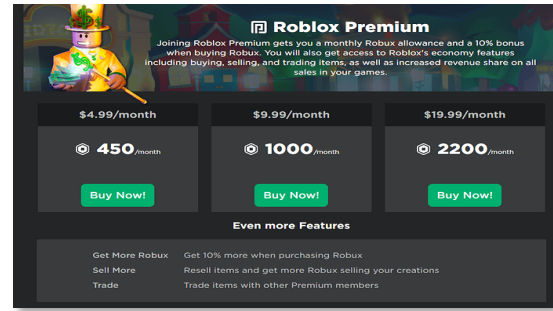 Roblox Premium
Joining Roblox Premium gets you a monthly Robux allowance and a 10% bonus
when buying Robux. You will also get access to Roblox's economy features
including buying, selling, and trading items, as well as increased revenue share on all
sales in your games.
$4.99/month
$9.99/month
$19.99/month
450/month
1000/month
2200/month
Buy Now!
Buy Now!
Buy Now!
Even more Features
Get More Robux Get 10% more when purchasing Robux
Sell More Resell items and get more Robux selling your creations
Trade Trade items with other Premium members